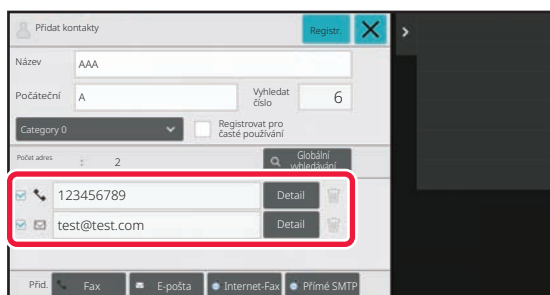 Přidat kontakty
Registr.
Název
AAA
Počáteční
A
Vyhledat
číslo
6
Category 0
Registrovat pro
časté používání
Počet adres
:
2
Globální
vyhledávání
123456789
Detail
test@test.com
Detail
Přid.
Fax
E-pošta
Internet-Fax
Přímé SMTP